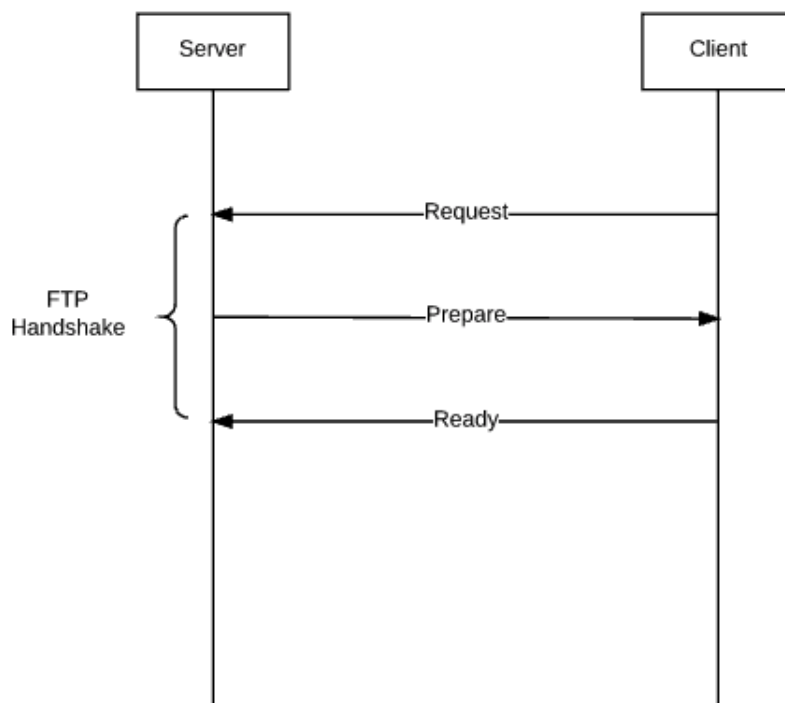 Server
Client
Request
FTP
Handshake
Prepare
Ready